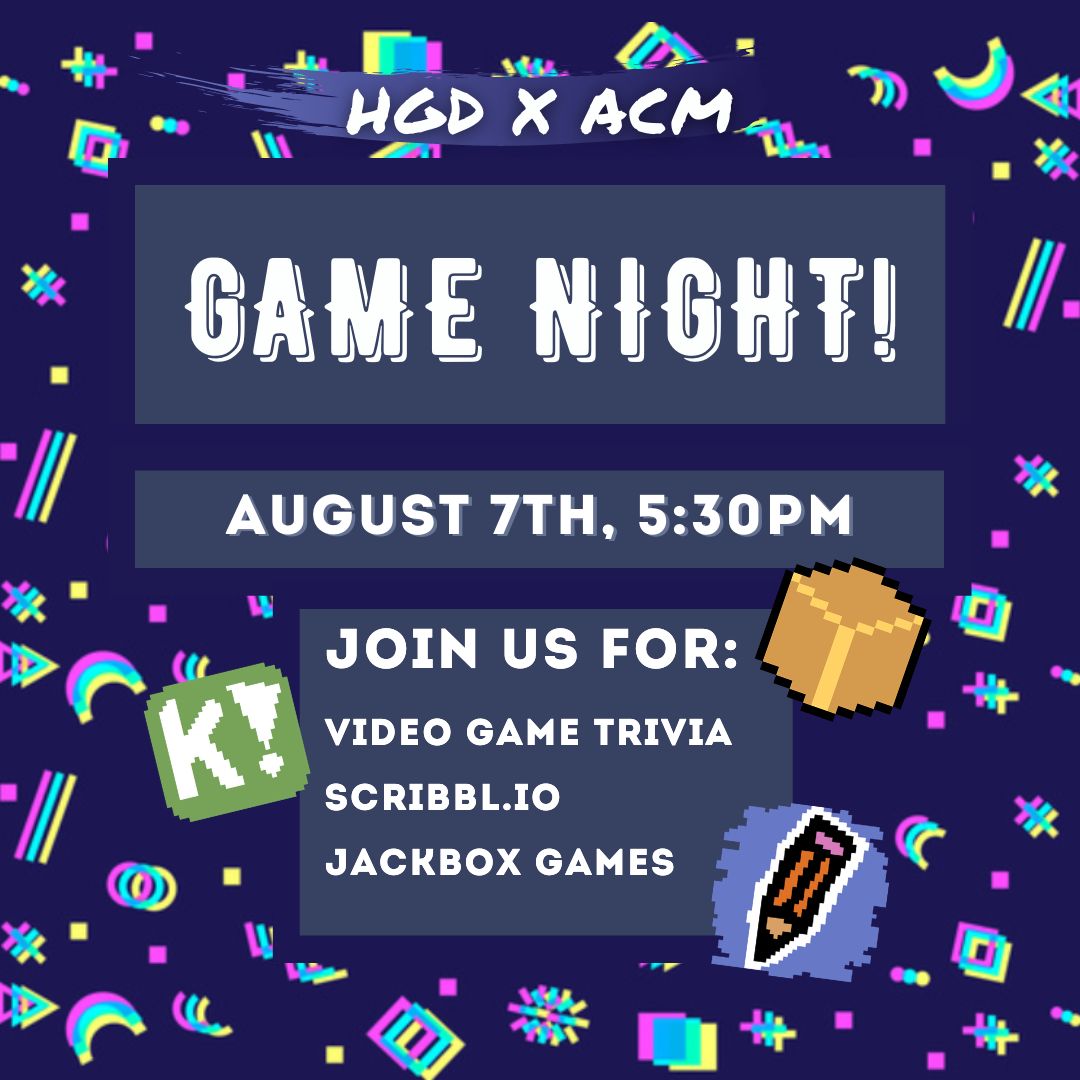 HGD X ACM
GAME NIGHT!
AUGUST 7TH, 5:30PM
JOIN US FOR:
VIDEO GAME TRIVIA
SCRIBBL.IO
JACKBOX GAMES
K!